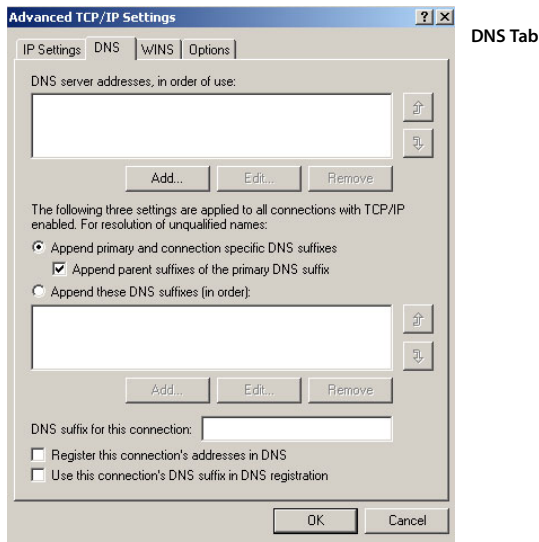 Advanced TCP/IP Settings
DNS Tab
IP Settings DNS WINS Options
DNS server addresses, in order of use:
Add... Edit... Remove
The following three settings are applied to all connections with TCP/IP
enabled. For resolution of unqualified names:
Append primary and connection specific DNS suffixes
Append parent suffixes of the primary DNS suffix
Append these DNS suffixes (in order):
Add... Edit... Remove
DNS suffix for this connection:
Register this connection's addresses in DNS
Use this connection's DNS suffix in DNS registration
OK Cancel